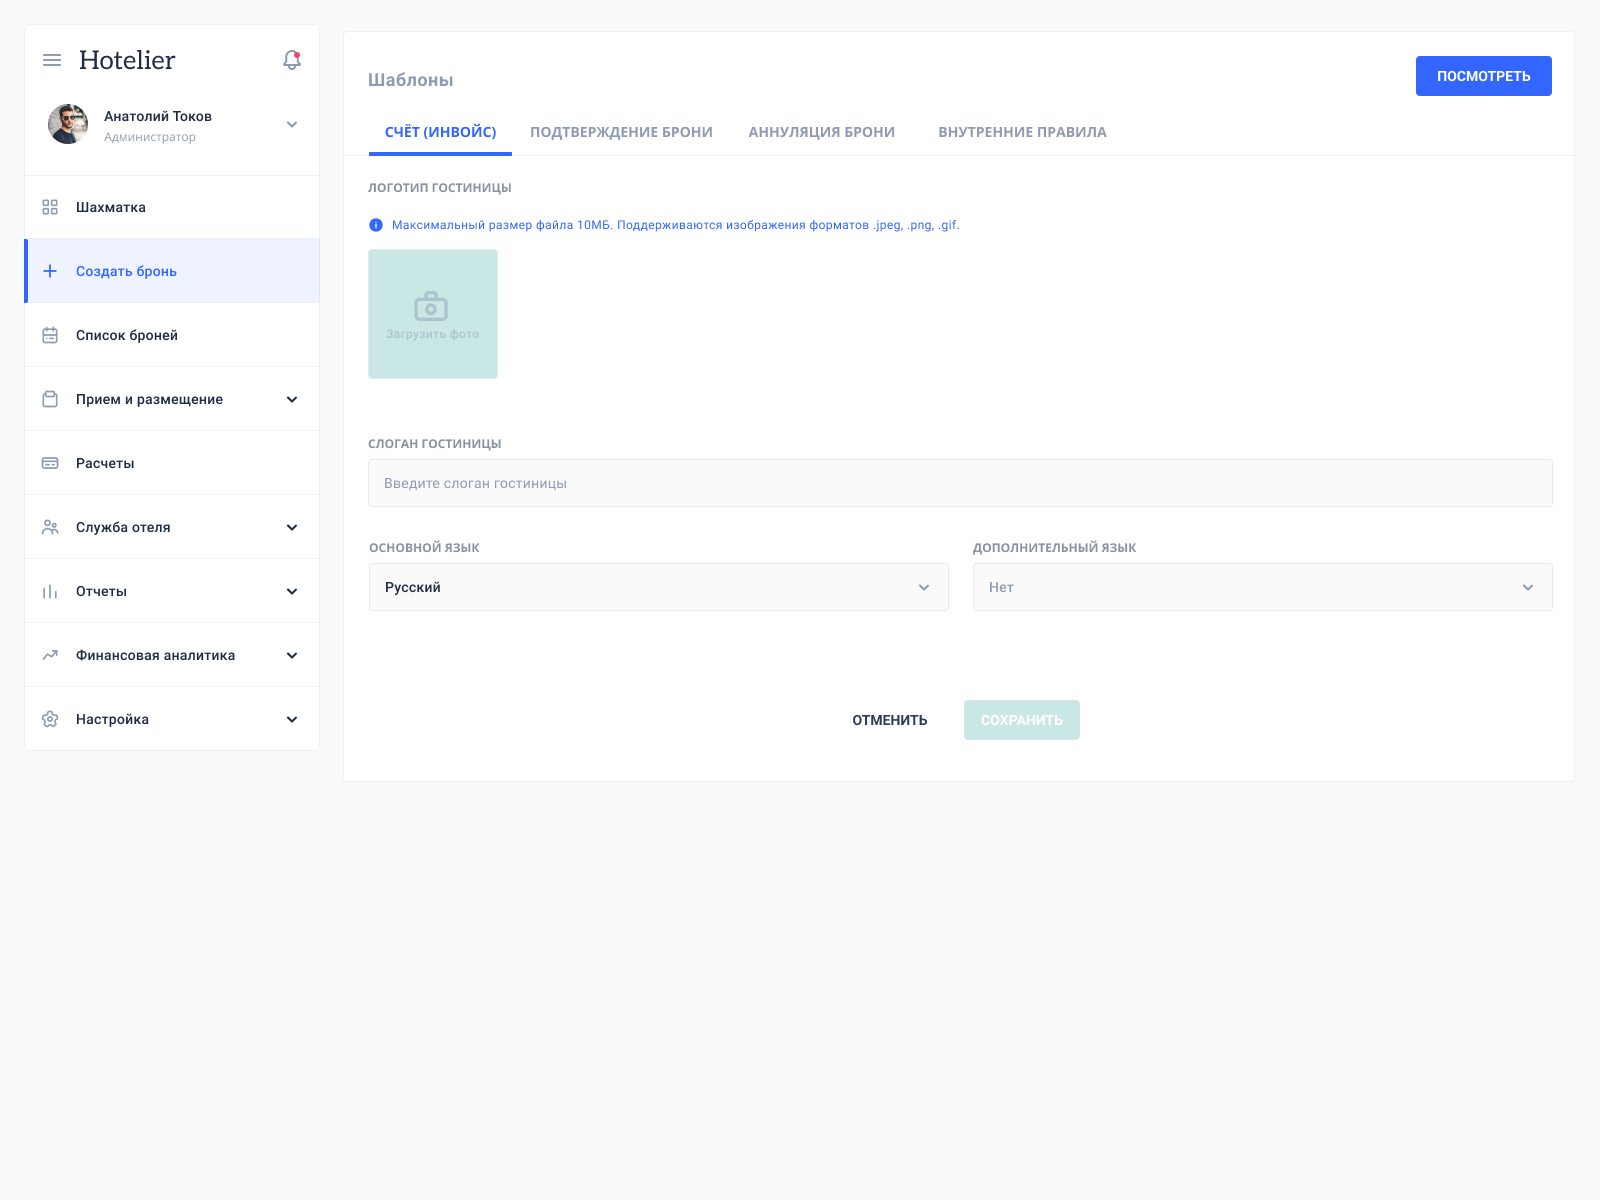 Hotelier
Анатолий Токов
Администратор
Шахматка
Создать бронь
Список броней
Прием и размещение
Расчеты
Служба отеля
Отчеты
Финансовая аналитика
Настройка
Шаблоны
ПОСМОТРЕТЬ
СЧЁТ (ИНВОЙС) ПОДТВЕРЖДЕНИЕ БРОНИ АННУЛЯЦИЯ БРОНИ ВНУТРЕННИЕ ПРАВИЛА
ЛОГОТИП ГОСТИНИЦЫ
Максимальный размер файла 10МБ. Поддерживаются изображения форматов .jpeg, .png, .gif.
Загрузить фото
СЛОГАН ГОСТИНИЦЫ
Введите слоган гостиницы
ОСНОВНОЙ ЯЗЫК ДОПОЛНИТЕЛЬНЫЙ ЯЗЫК
Русский Нет
ОТМЕНИТЬ СОХРАНИТЬ